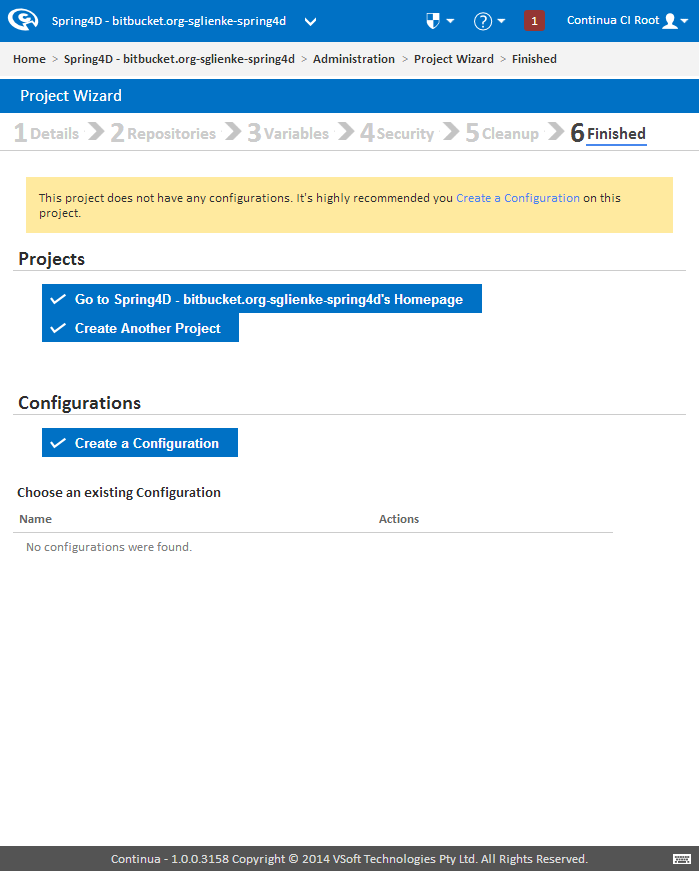 Spring4D - bitbucket.org-sglienke-spring4d ? 1 Continua CI Root
Home > Spring4D - bitbucket.org-sglienke-spring4d > Administration > Project Wizard > Finished
Project Wizard
1 Details 2 Repositories 3 Variables 4 Security 5 Cleanup 6 Finished
This project does not have any configurations. It's highly recommended you Create a Configuration on this
project.
Projects
Go to Spring4D - bitbucket.org-sglienke-spring4d's Homepage
Create Another Project
Configurations
Create a Configuration
Choose an existing Configuration
Name Actions
No configurations were found.
Continua - 1.0.0.3158 Copyright © 2014 VSoft Technologies Pty Ltd. All Rights Reserved.